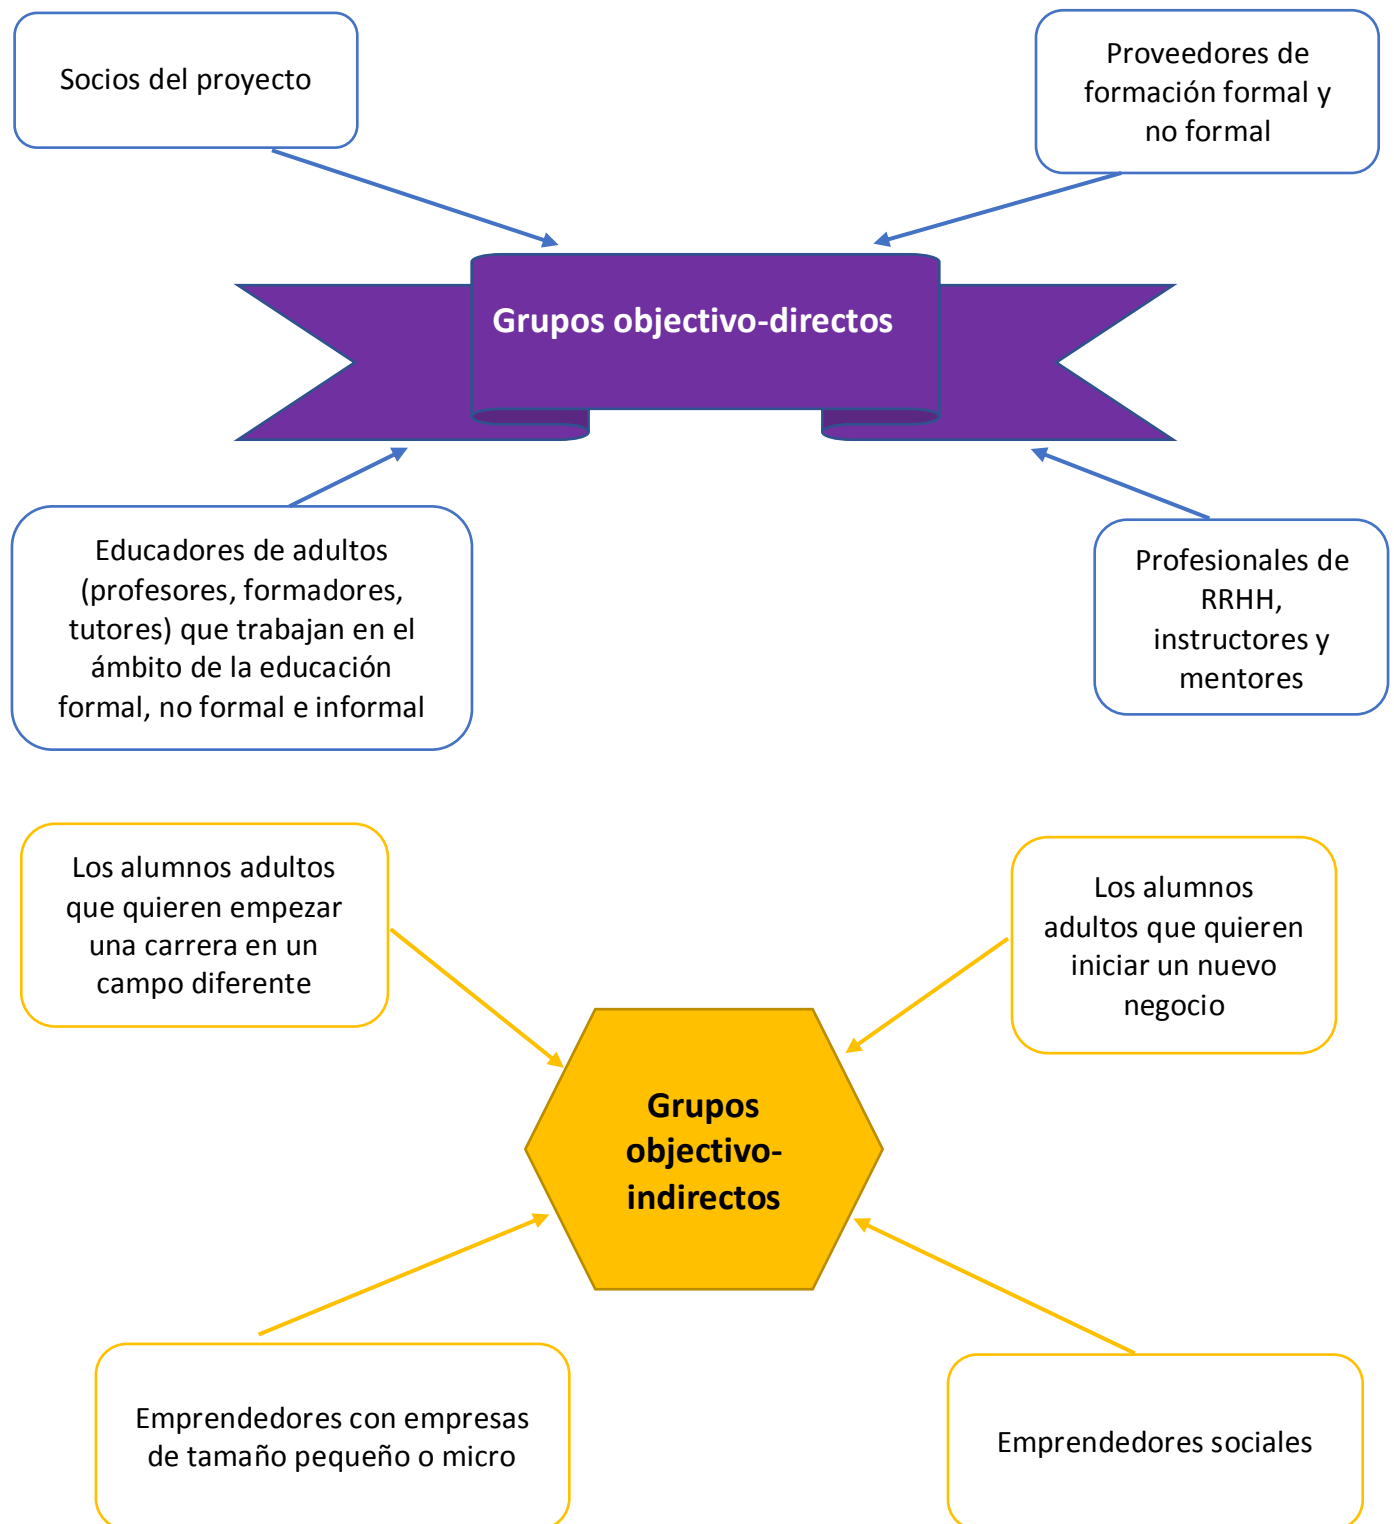 Socios del proyecto
Proveedores de
formación formal y
no formal
Grupos objectivo-directos
Educadores de adultos
(profesores, formadores,
tutores) que trabajan en el
ámbito de la educación
formal, no formal e informal
Profesionales de
RRHH,
instructores y
mentores
Los alumnos adultos
que quieren empezar
una carrera en un
campo diferente
Los alumnos
adultos que quieren
iniciar un nuevo
negocio
Grupos
objectivo-
indirectos
Emprendedores con empresas
de tamaño pequeño o micro
Emprendedores sociales